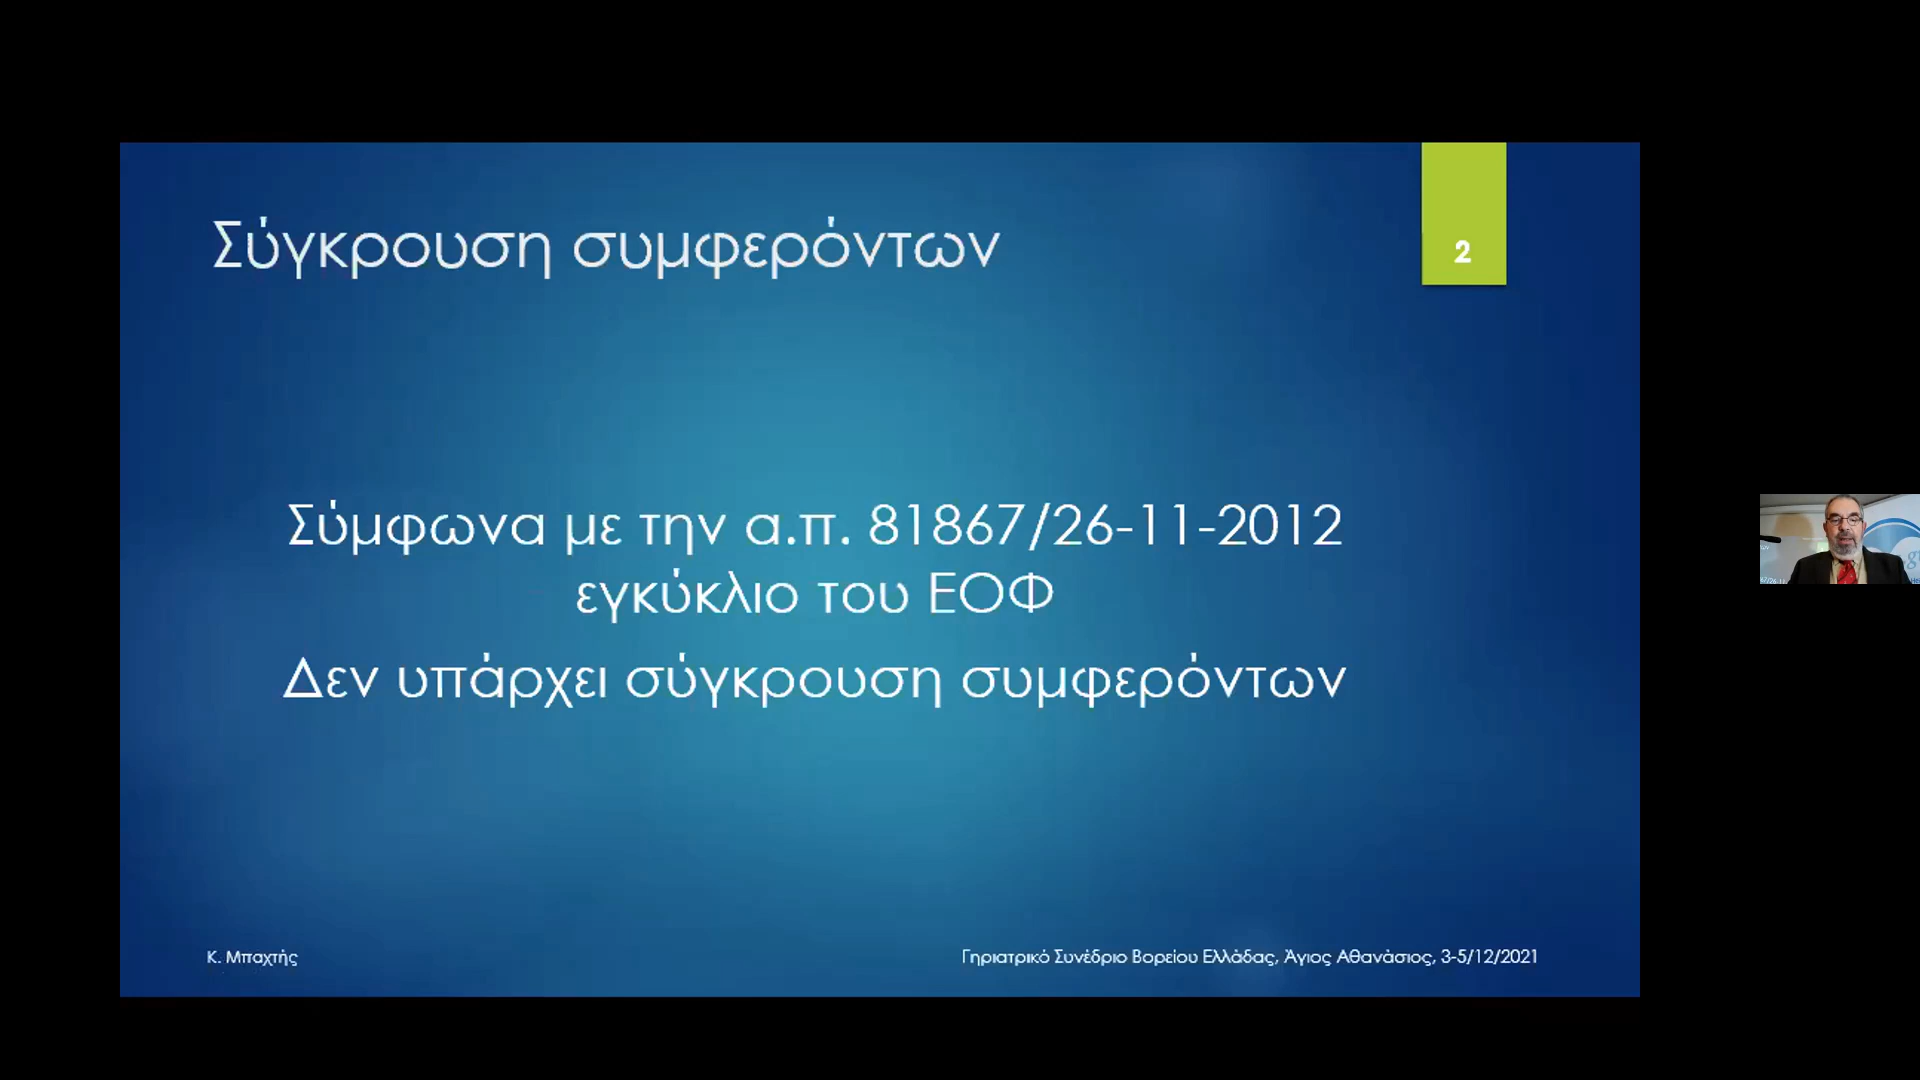 Σύγκρουση συμφερόντων
2
Σύμφωνα με την α.π. 81867/26-11-2012
εγκύκλιο του ΕΟΦ
Δεν υπάρχει σύγκρουση συμφερόντων
Κ. Μπαχτής
Γηριατρικό Συνέδριο Βορείου Ελλάδας, Άγιος Αθανάσιος, 3-5/12/2021